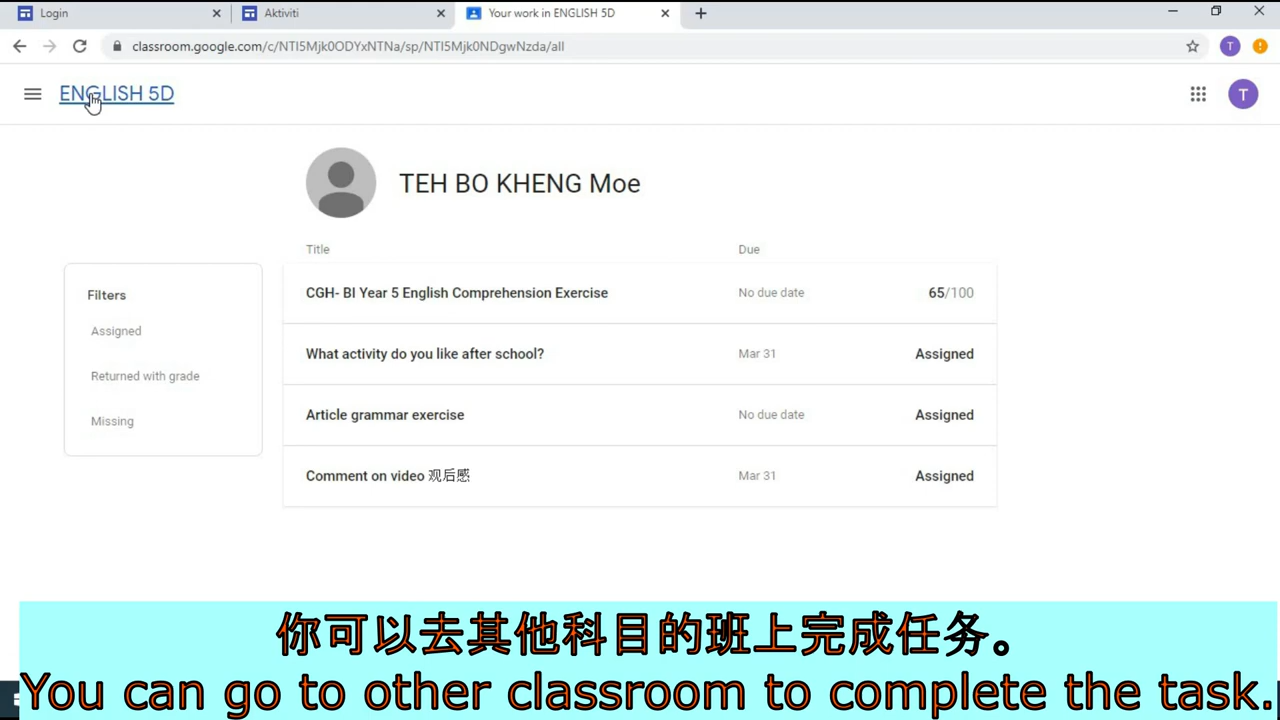 Login
Aktiviti
Your work in ENGLISH 5D
classroom.google.com/c/NTI5Mjk0ODYxNTNa/sp/NTI5Mjk0NDgwNzda/all
T
ENGLISH 5D
T
TEH BO KHENG Moe
Title
Due
Filters
Assigned
Returned with grade
Missing
CGH- BI Year 5 English Comprehension Exercise
No due date
65/100
What activity do you like after school?
Mar 31
Assigned
Article grammar exercise
No due date
Assigned
Comment on video 观后感
Mar 31
Assigned
你可以去其他科目的班上完成任务。
You can go to other classroom to complete the task.